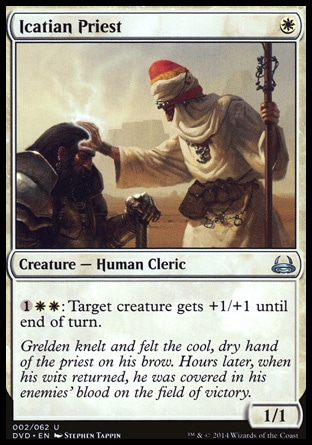 Icatian Priest
Creature — Human Cleric
1WW: Target creature gets +1/+1 until
end of turn.
Grelden knelt and felt the cool, dry hand
of the priest on his brow. Hours later, when
his wits returned, he was covered in his
enemies' blood on the field of victory.
1/1
002/062 U
DVD • EN Stephen Tappin
™ & © 2014 Wizards of the Coast